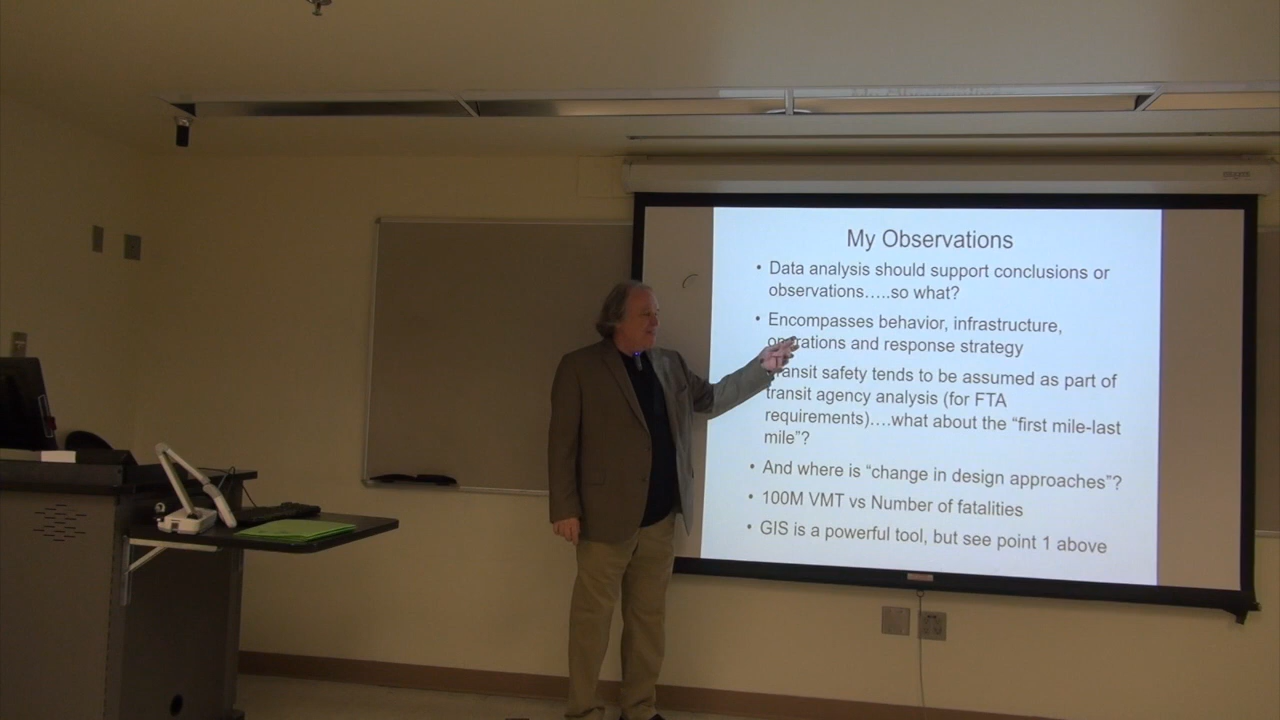 My Observations
• Data analysis should support conclusions or
observations.....so what?
• Encompasses behavior, infrastructure,
operations and response strategy
Transit safety tends to be assumed as part of
transit agency analysis (for FTA
requirements)....what about the “first mile-last
mile”?
• And where is “change in design approaches”?
• 100M VMT vs Number of fatalities
• GIS is a powerful tool, but see point 1 above